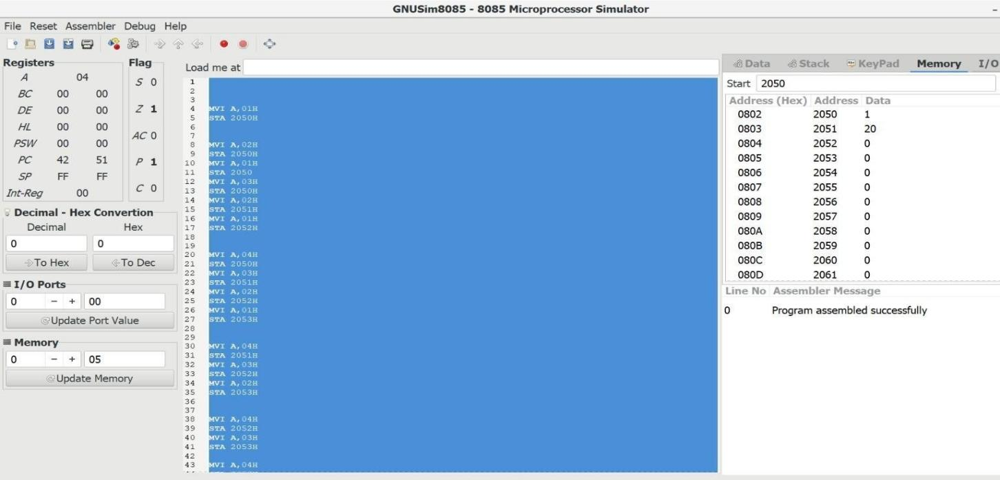 GNUSim8085 - 8085 Microprocessor Simulator
File Reset Assembler Debug Help
Registers
A 04
BC 00 00
DE 00 00
HL 00 00
PSW 00 00
PC 42 51
SP FF FF
Int-Reg 00
Flag
S 0
Z 1
AC 0
P 1
C 0
Decimal - Hex Convertion
Decimal Hex
0 0
To Hex To Dec
I/O Ports
0 - + 00
Update Port Value
Memory
0 - + 05
Update Memory
Load me at
1
2
3
4 MVI A,01H
5 STA 2050H
6
7
8 MVI A,02H
9 STA 2050H
10 MVI A,01H
11 STA 2050
12 MVI A,03H
13 STA 2050H
14 MVI A,02H
15 STA 2051H
16 MVI A,01H
17 STA 2052H
18
19
20 MVI A,04H
21 STA 2050H
22 MVI A,03H
23 STA 2051H
24 MVI A,02H
25 STA 2052H
26 MVI A,01H
27 STA 2053H
28
29
30 MVI A,04H
31 STA 2051H
32 MVI A,03H
33 STA 2052H
34 MVI A,02H
35 STA 2053H
36
37
38 MVI A,04H
39 STA 2052H
40 MVI A,03H
41 STA 2053H
42
43 MVI A,04H
Data Stack KeyPad Memory I/O
Start 2050
Address (Hex) Address Data
0802 2050 1
0803 2051 20
0804 2052 0
0805 2053 0
0806 2054 0
0807 2055 0
0808 2056 0
0809 2057 0
080A 2058 0
080B 2059 0
080C 2060 0
080D 2061 0
Line No Assembler Message
0 Program assembled successfully